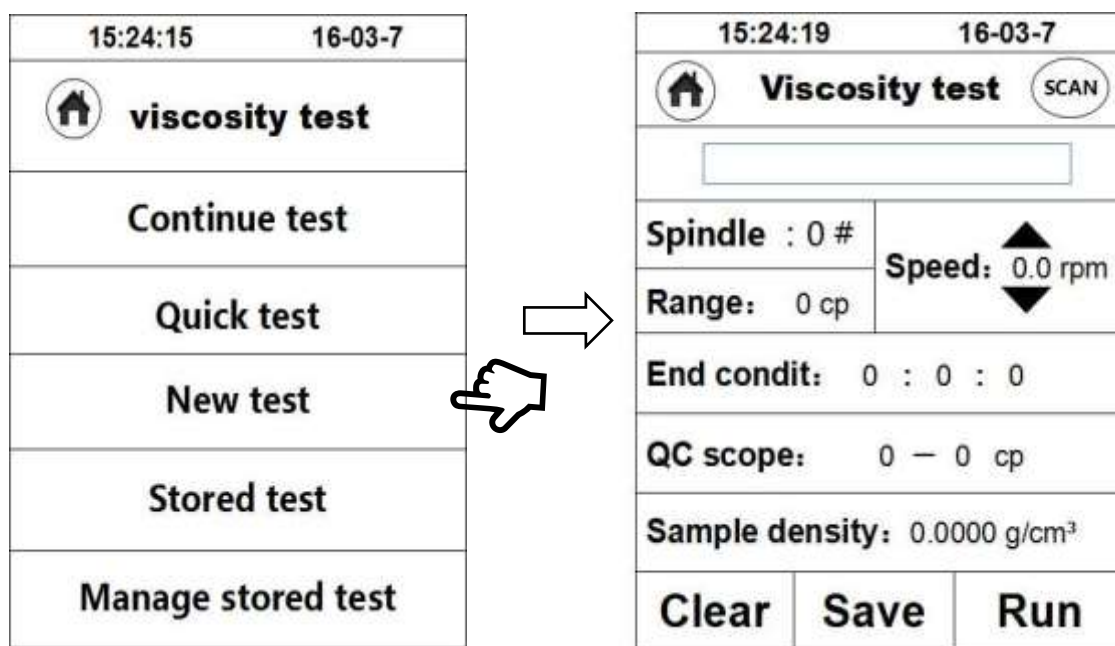 15:24:15 16-03-7
viscosity test
Continue test
Quick test
New test
Stored test
Manage stored test
15:24:19 16-03-7
Viscosity test SCAN
Spindle : 0 #
Speed: 0.0 rpm
Range: 0 cp
End condit: 0 : 0 : 0
QC scope: 0 — 0 cp
Sample density: 0.0000 g/cm³
Clear Save Run